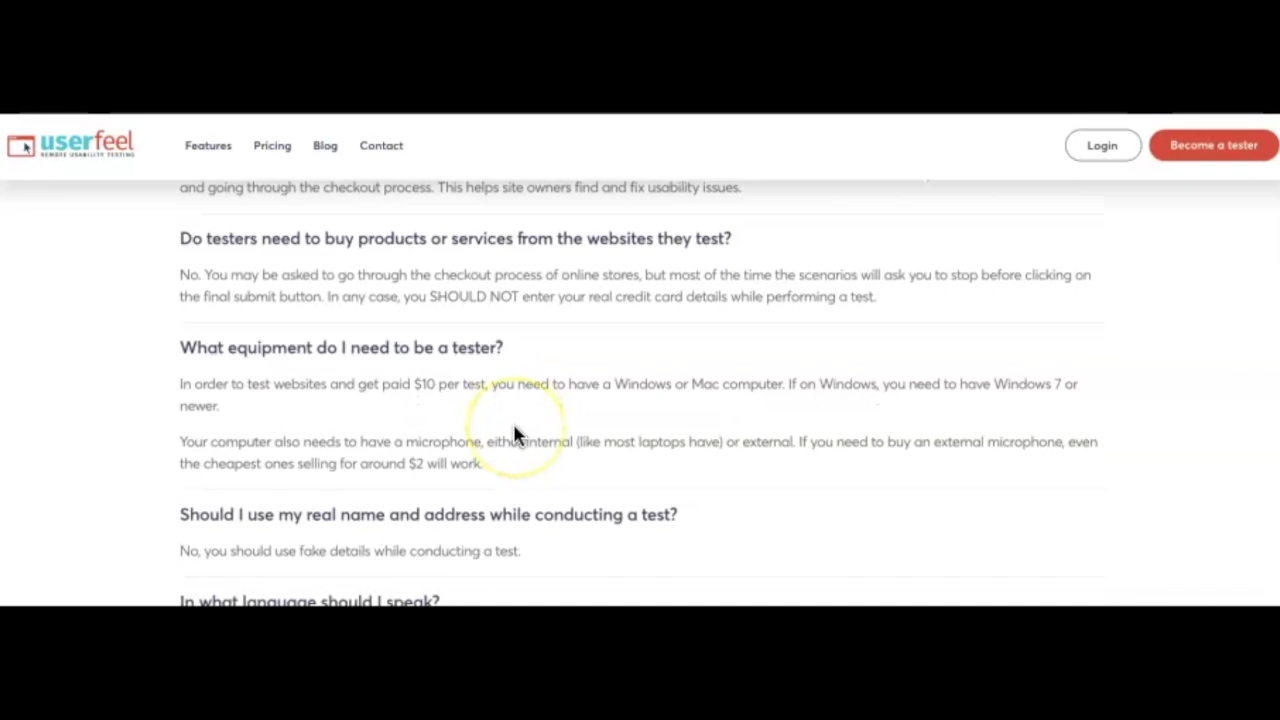 userfeel
REMOTE USABILITY TESTING
Features
Pricing
Blog
Contact
Login
Become a tester
and going through the checkout process. This helps site owners find and fix usability issues.
Do testers need to buy products or services from the websites they test?
No. You may be asked to go through the checkout process of online stores, but most of the time the scenarios will ask you to stop before clicking on
the final submit button. In any case, you SHOULD NOT enter your real credit card details while performing a test.
What equipment do I need to be a tester?
In order to test websites and get paid $10 per test, you need to have a Windows or Mac computer. If on Windows, you need to have Windows 7 or
newer.
Your computer also needs to have a microphone, either internal (like most laptops have) or external. If you need to buy an external microphone, even
the cheapest ones selling for around $2 will work.
Should I use my real name and address while conducting a test?
No, you should use fake details while conducting a test.
In what language should I speak?